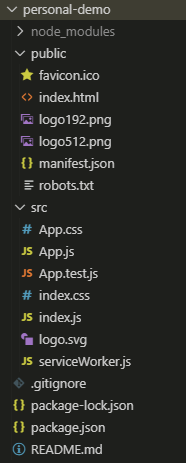 personal-demo
node_modules
public
favicon.ico
index.html
logo192.png
logo512.png
manifest.json
robots.txt
src
App.css
App.js
App.test.js
index.css
index.js
logo.svg
serviceWorker.js
.gitignore
package-lock.json
package.json
README.md